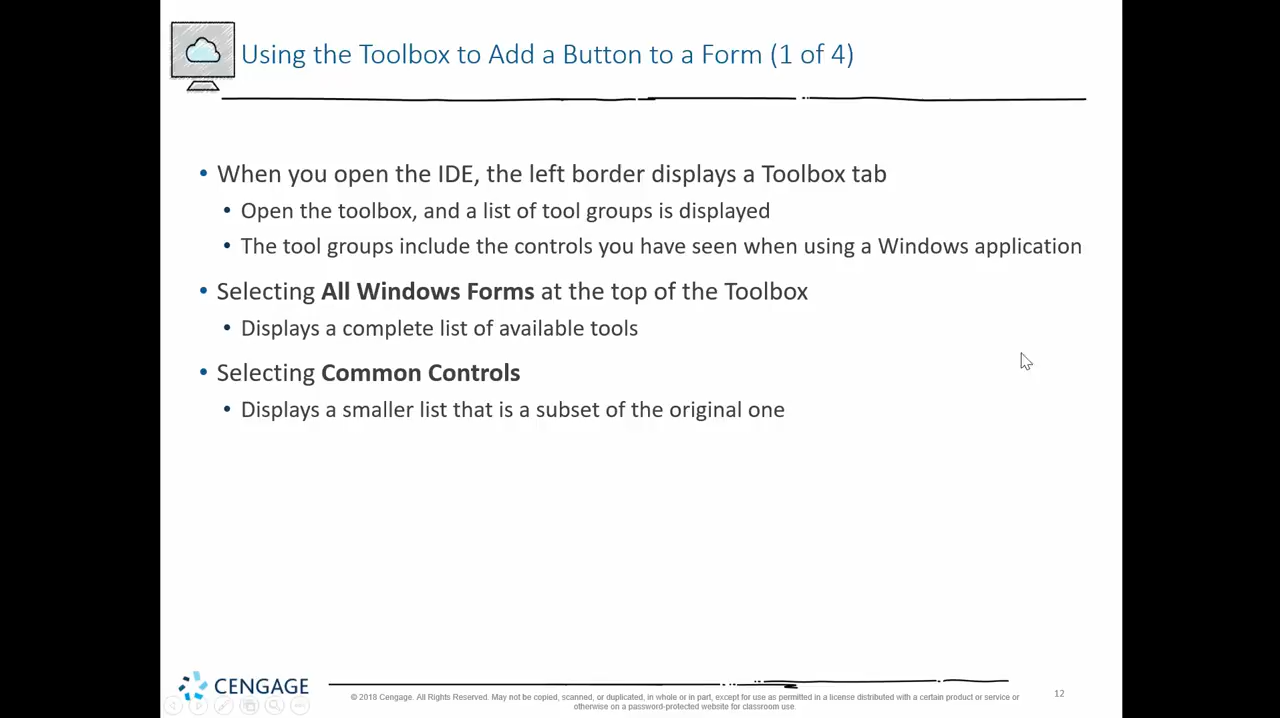 Using the Toolbox to Add a Button to a Form (1 of 4)
• When you open the IDE, the left border displays a Toolbox tab
• Open the toolbox, and a list of tool groups is displayed
• The tool groups include the controls you have seen when using a Windows application
• Selecting All Windows Forms at the top of the Toolbox
• Displays a complete list of available tools
• Selecting Common Controls
• Displays a smaller list that is a subset of the original one
CENGAGE
© 2018 Cengage. All Rights Reserved. May not be copied, scanned, or duplicated, in whole or in part, except for use as permitted in a license distributed with a certain product or service or
otherwise on a password-protected website for classroom use.
12